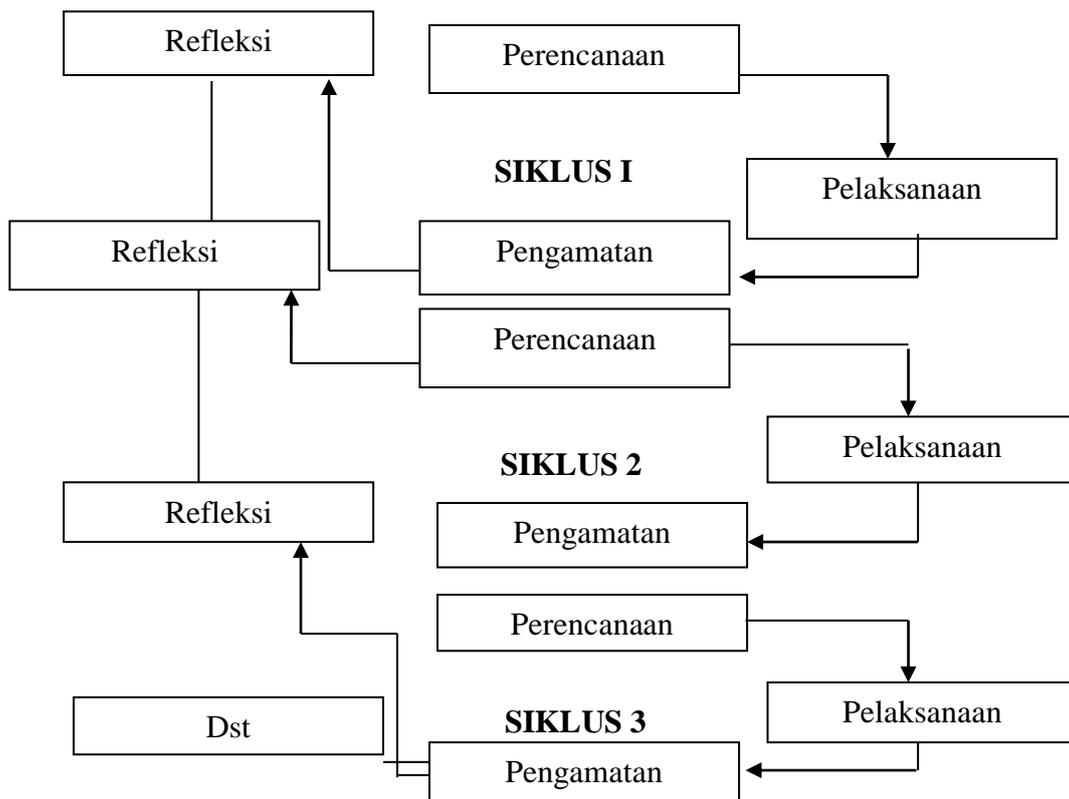 Refleksi
Perencanaan
SIKLUS I
Pelaksanaan
Refleksi
Pengamatan
Perencanaan
Pelaksanaan
SIKLUS 2
Refleksi
Pengamatan
Perencanaan
Pelaksanaan
Dst
SIKLUS 3
Pengamatan